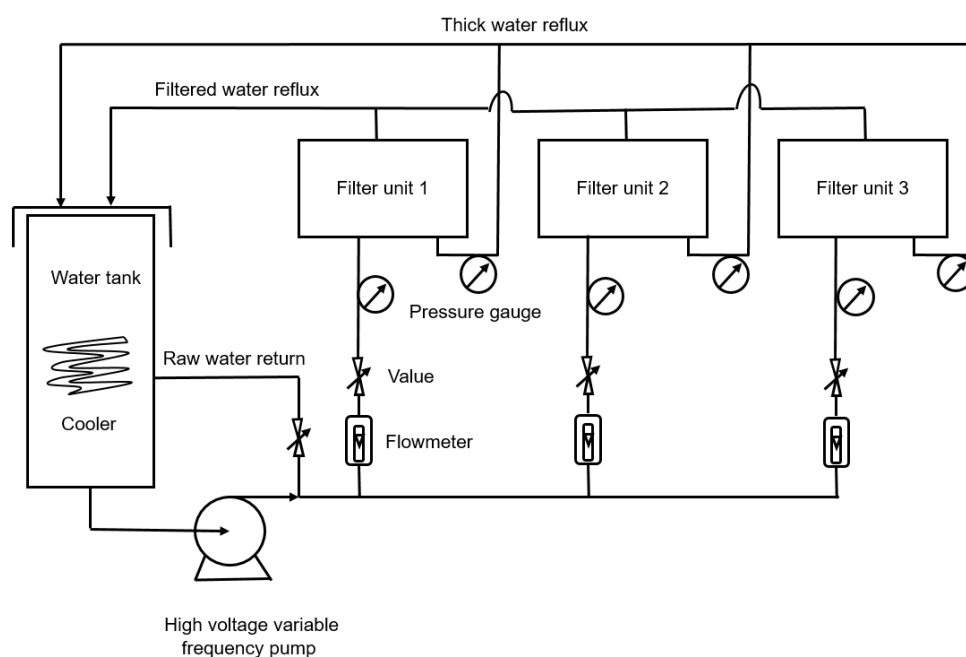 Thick water reflux
Filtered water reflux
Filter unit 1
Filter unit 2
Filter unit 3
Water tank
Pressure gauge
Raw water return
Value
Cooler
Flowmeter
High voltage variable
frequency pump